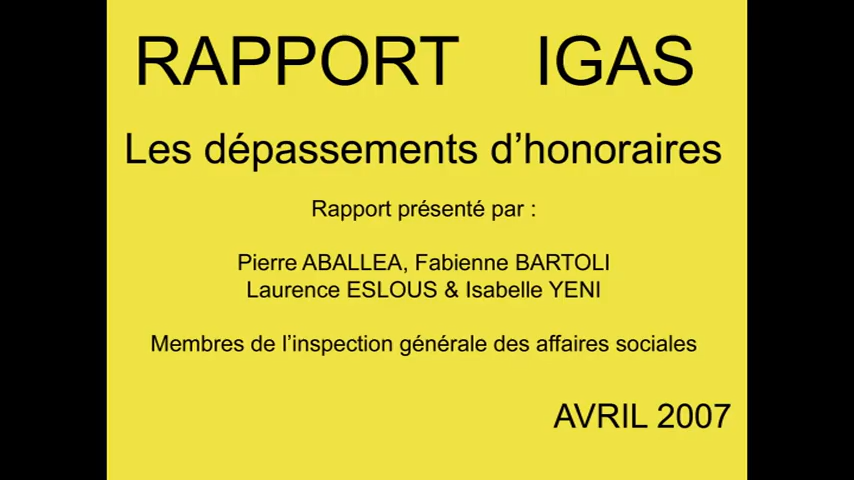 RAPPORT IGAS
Les dépassements d’honoraires
Rapport présenté par :
Pierre ABALLEA, Fabienne BARTOLI
Laurence ESLOUS & Isabelle YENI
Membres de l’inspection générale des affaires sociales
AVRIL 2007